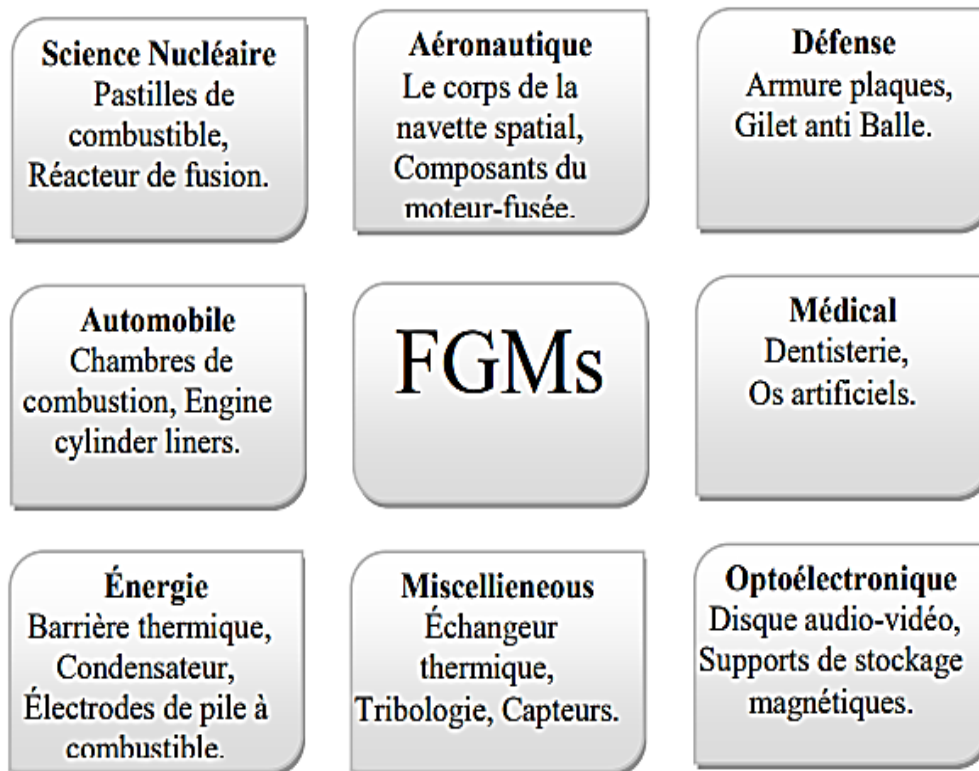 Science Nucléaire
Pastilles de
combustible,
Réacteur de fusion.
Aéronautique
Le corps de la
navette spatial,
Composants du
moteur-fusée.
Défense
Armure plaques,
Gilet anti Balle.
Automobile
Chambres de
combustion, Engine
cylinder liners.
FGMs
Médical
Dentisterie,
Os artificiels.
Énergie
Barrière thermique,
Condensateur,
Électrodes de pile à
combustible.
Miscellieneous
Échangeur
thermique,
Tribologie, Capteurs.
Optoélectronique
Disque audio-vidéo,
Supports de stockage
magnétiques.